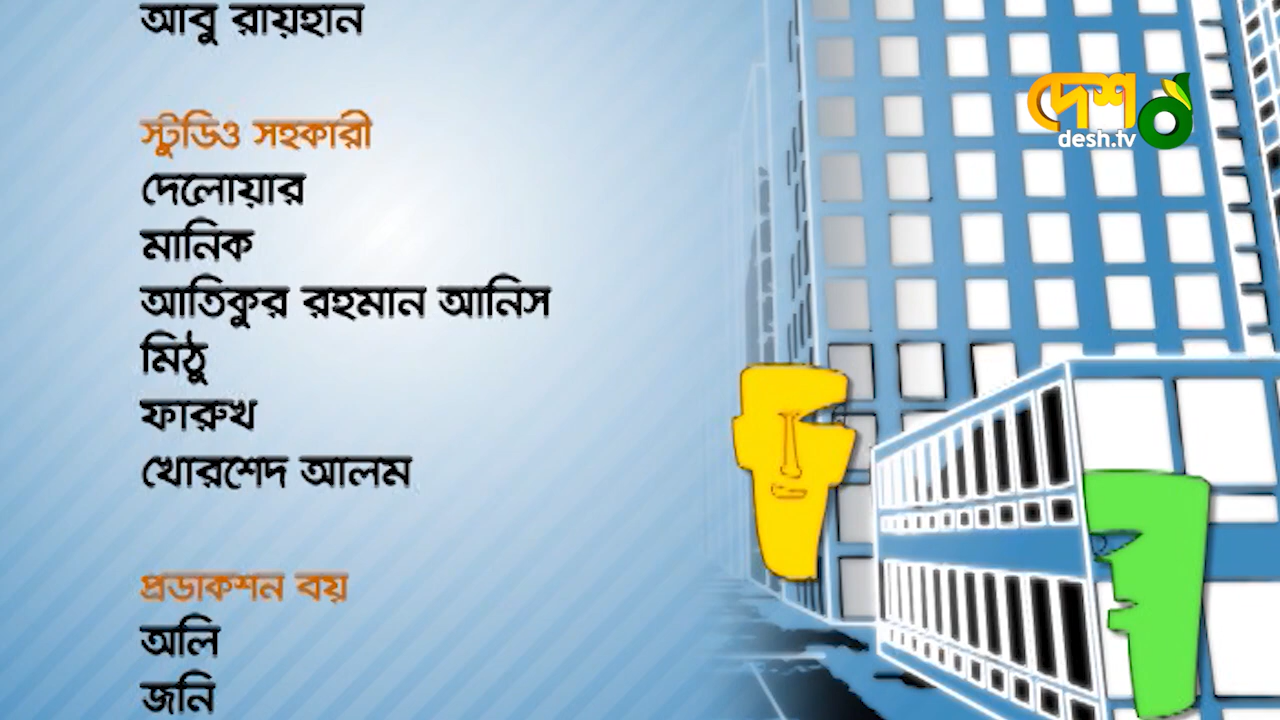 আবু রায়হান
স্টুডিও সহকারী
দেলোয়ার
মানিক
আতিকুর রহমান আনিস
মিঠু
ফারুখ
খোরশেদ আলম
প্রডাকশন বয়
অলি
জনি
দেশ
desh.tv